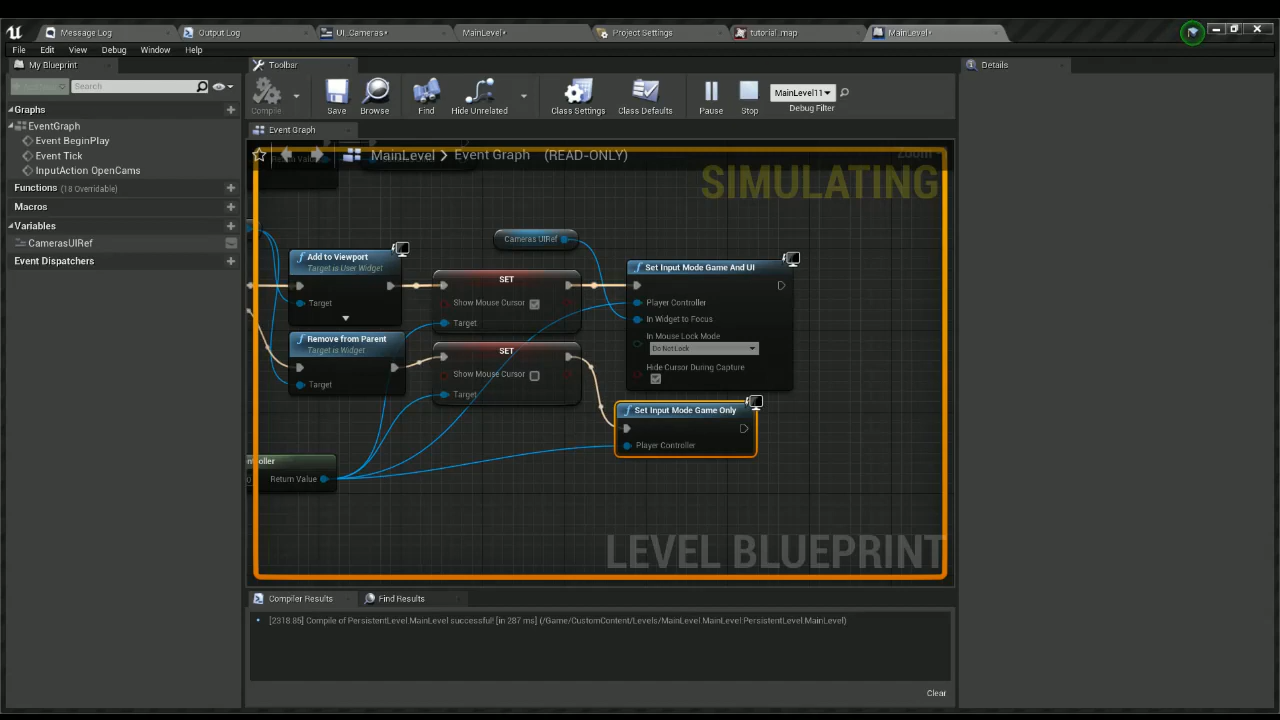 Message Log
Output Log
UI_Cameras*
MainLevel*
Project Settings
tutorial.map
MainLevel*
File Edit View Debug Window Help
My Blueprint
Search
Graphs
EventGraph
Event BeginPlay
Event Tick
InputAction OpenCams
Functions (18 Overridable)
Macros
Variables
CamerasUIRef
Event Dispatchers
Toolbar
Compile
Save
Browse
Find
Hide Unrelated
Class Settings
Class Defaults
Pause
Stop
MainLevel11
Debug Filter
Event Graph
MainLevel
Event Graph (READ-ONLY)
Zoom
SIMULATING
Return Value
Cameras UIRef
Add to Viewport
Target is User Widget
Target
SET
Show Mouse Cursor
Target
Set Input Mode Game And UI
Player Controller
In Widget to Focus
In Mouse Lock Mode
Do Not Lock
Hide Cursor During Capture
Remove from Parent
Target is Widget
Target
SET
Show Mouse Cursor
Target
Set Input Mode Game Only
Player Controller
ntroller
Return Value
LEVEL BLUEPRINT
Compiler Results
Find Results
[2318.85] Compile of PersistentLevel.MainLevel successful! [in 287 ms] (/Game/CustomContent/Levels/MainLevel.MainLevel:PersistentLevel.MainLevel)
Clear
Details